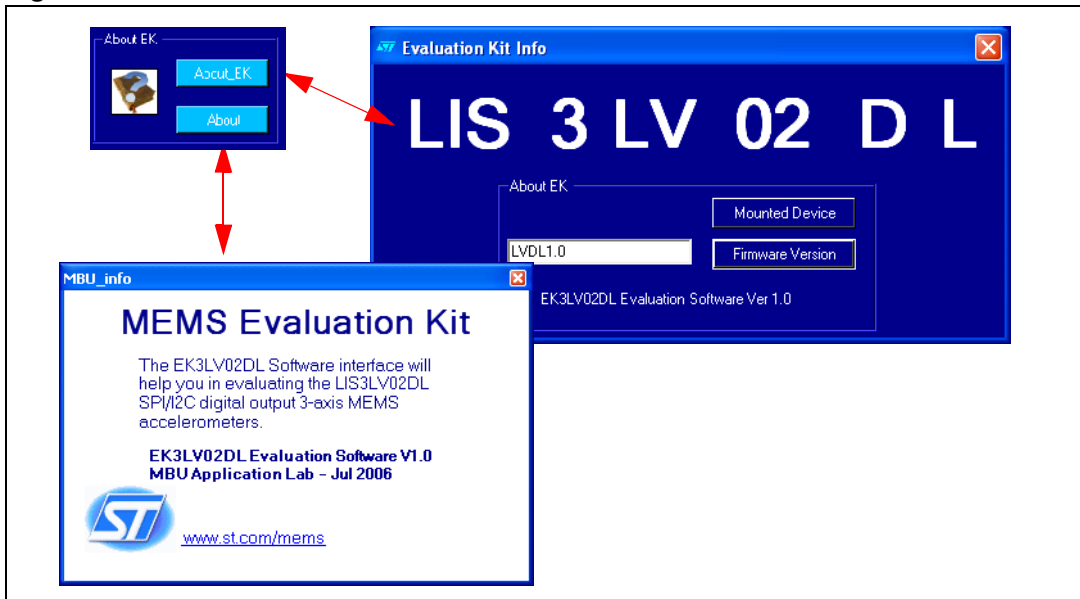 About EK.
About_EK
About
Evaluation Kit Info
LIS 3 LV 02 D L
About EK
Mounted Device
LVDL1.0
Firmware Version
EK3LV02DL Evaluation Software Ver 1.0
MBU_info
MEMS Evaluation Kit
The EK3LV02DL Software interface will
help you in evaluating the LIS3LV02DL
SPI/I2C digital output 3-axis MEMS
accelerometers.
EK3LV02DL Evaluation Software V1.0
MBU Application Lab - Jul 2006
ST
www.st.com/mems